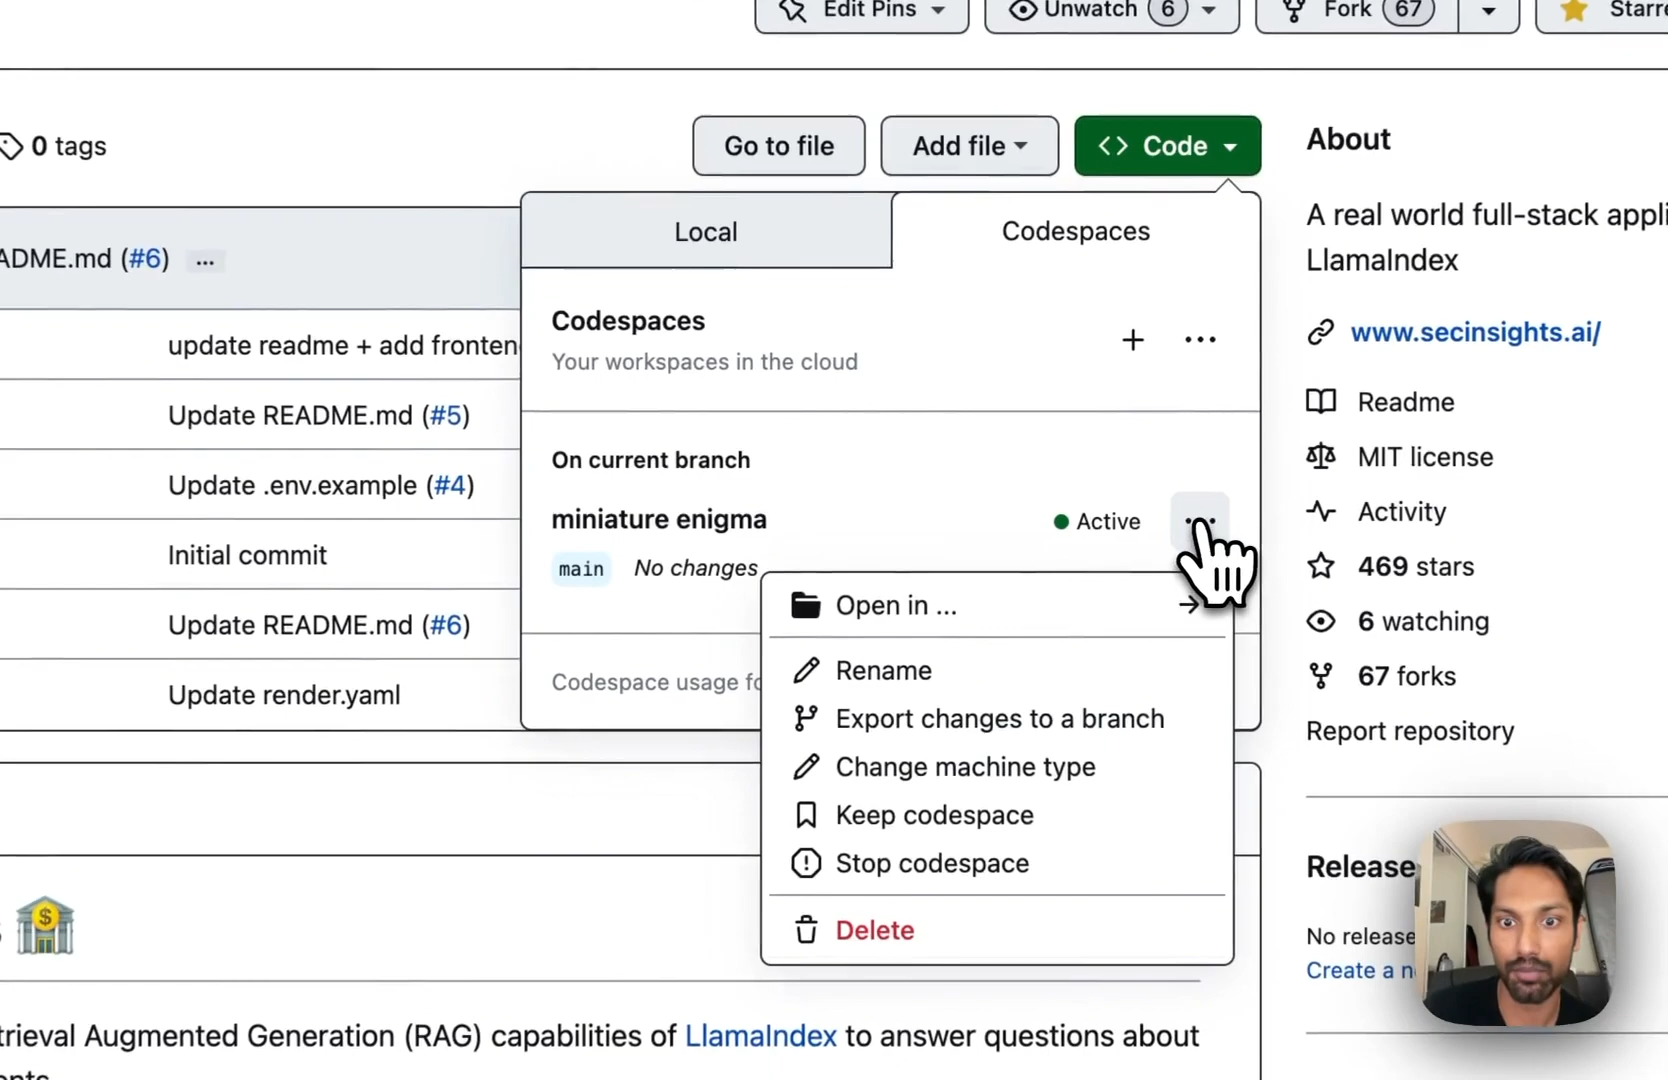 Edit Pins
Unwatch 6
Fork 67
0 tags
Go to file
Add file
<> Code
ADME.md (#6) ...
update readme + add fronten
Update README.md (#5)
Update .env.example (#4)
Initial commit
Update README.md (#6)
Update render.yaml
Local
Codespaces
Codespaces
Your workspaces in the cloud
On current branch
miniature enigma
Active
main
No changes
Codespace usage
Open in ...
Rename
Export changes to a branch
Change machine type
Keep codespace
Stop codespace
Delete
About
A real world full-stack appli
LlamaIndex
www.secinsights.ai/
Readme
MIT license
Activity
469 stars
6 watching
67 forks
Report repository
Release
No release
Create a n
trieval Augmented Generation (RAG) capabilities of LlamaIndex to answer questions about